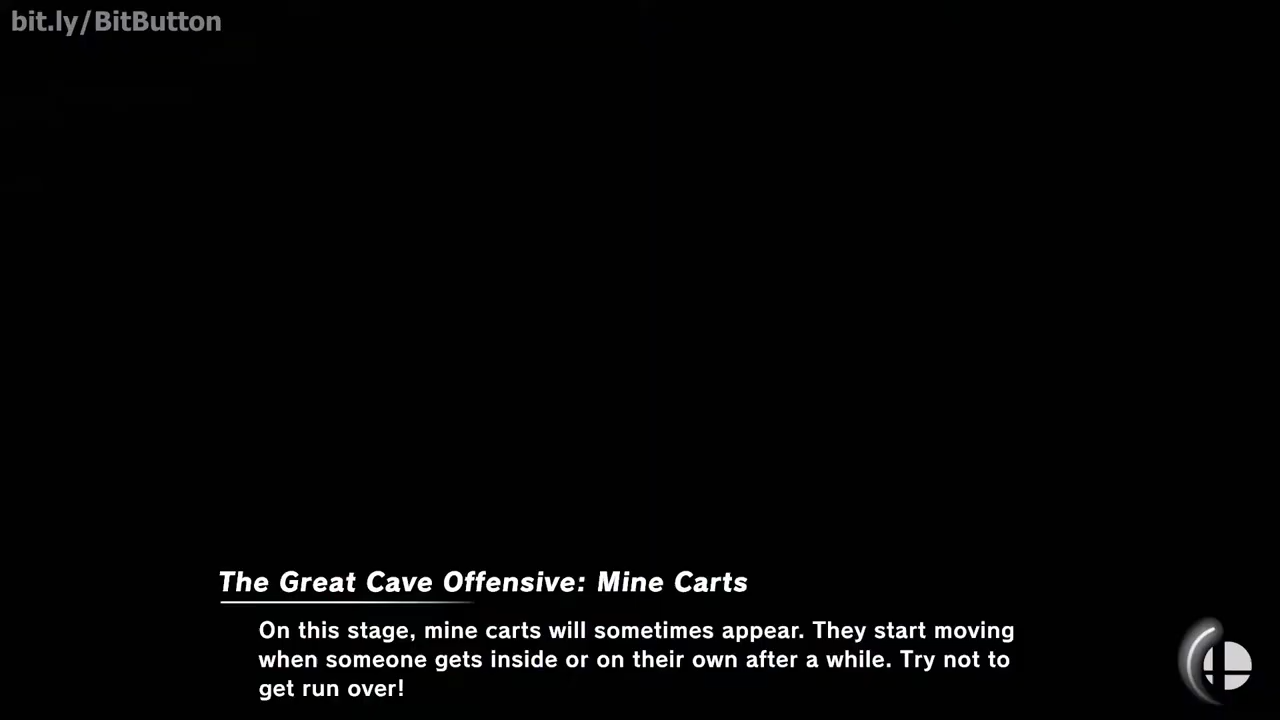 bit.ly/BitButton
The Great Cave Offensive: Mine Carts
On this stage, mine carts will sometimes appear. They start moving
when someone gets inside or on their own after a while. Try not to
get run over!